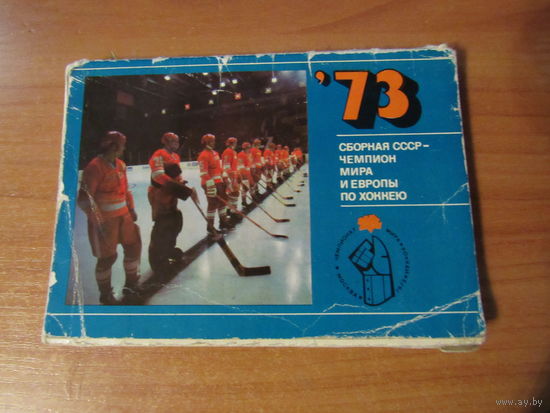 '73
СБОРНАЯ СССР–
ЧЕМПИОН
МИРА
И ЕВРОПЫ
ПО ХОККЕЮ
www.ay.by